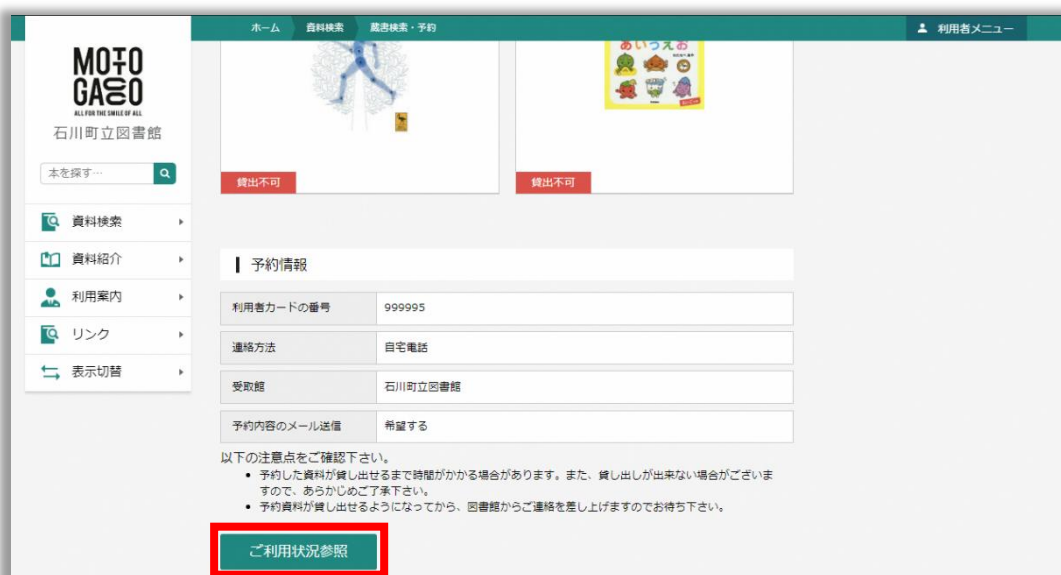 ホーム
資料検索
蔵書検索・予約
利用者メニュー
MOTO
GACCO
ALL FOR THE SMILE OF ALL
石川町立図書館
本を探す…
資料検索
資料紹介
利用案内
リンク
表示切替
あいうえお
貸出不可
貸出不可
予約情報
利用者カードの番号 999995
連絡方法 自宅電話
受取館 石川町立図書館
予約内容のメール送信 希望する
以下の注意点をご確認下さい。
• 予約した資料が貸し出せるまで時間がかかる場合があります。また、貸し出しが出来ない場合がございま
すので、あらかじめご了承下さい。
• 予約資料が貸し出せるようになってから、図書館からご連絡を差し上げますのでお待ち下さい。
ご利用状況参照